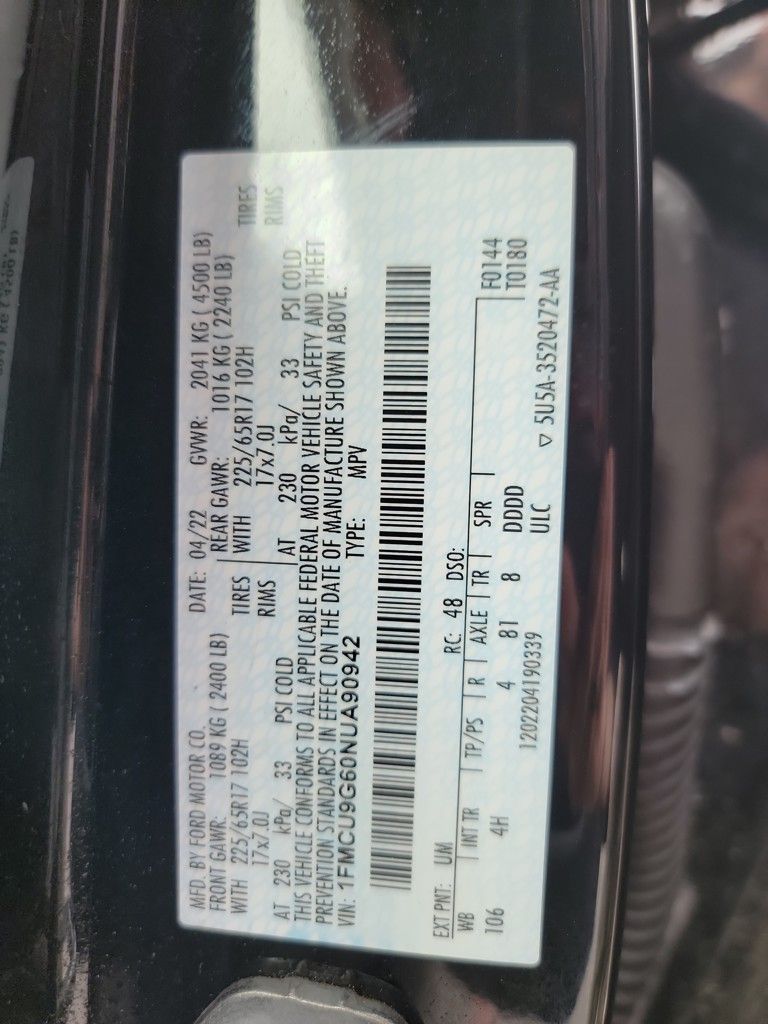 MFD. BY FORD MOTOR CO. DATE: 04/22 GVWR: 2041 KG ( 4500 LB)
FRONT GAWR: 1089 KG ( 2400 LB) REAR GAWR: 1016 KG ( 2240 LB)
WITH 225/65R17 102H TIRES WITH 225/65R17 102H TIRES
17x7.0J RIMS 17x7.0J RIMS
AT 230 kPa/ 33 PSI COLD AT 230 kPa/ 33 PSI COLD
THIS VEHICLE CONFORMS TO ALL APPLICABLE FEDERAL MOTOR VEHICLE SAFETY AND THEFT
PREVENTION STANDARDS IN EFFECT ON THE DATE OF MANUFACTURE SHOWN ABOVE.
VIN: 1FMCU9G60NUA90942 TYPE: MPV
EXT PNT: UM RC: 48 DSO:
WB INT TR TP/PS R AXLE TR SPR F0144
106 4H 4 81 8 DDDD T0180
1202204190339 ULC ▽ 5U5A-3520472-AA